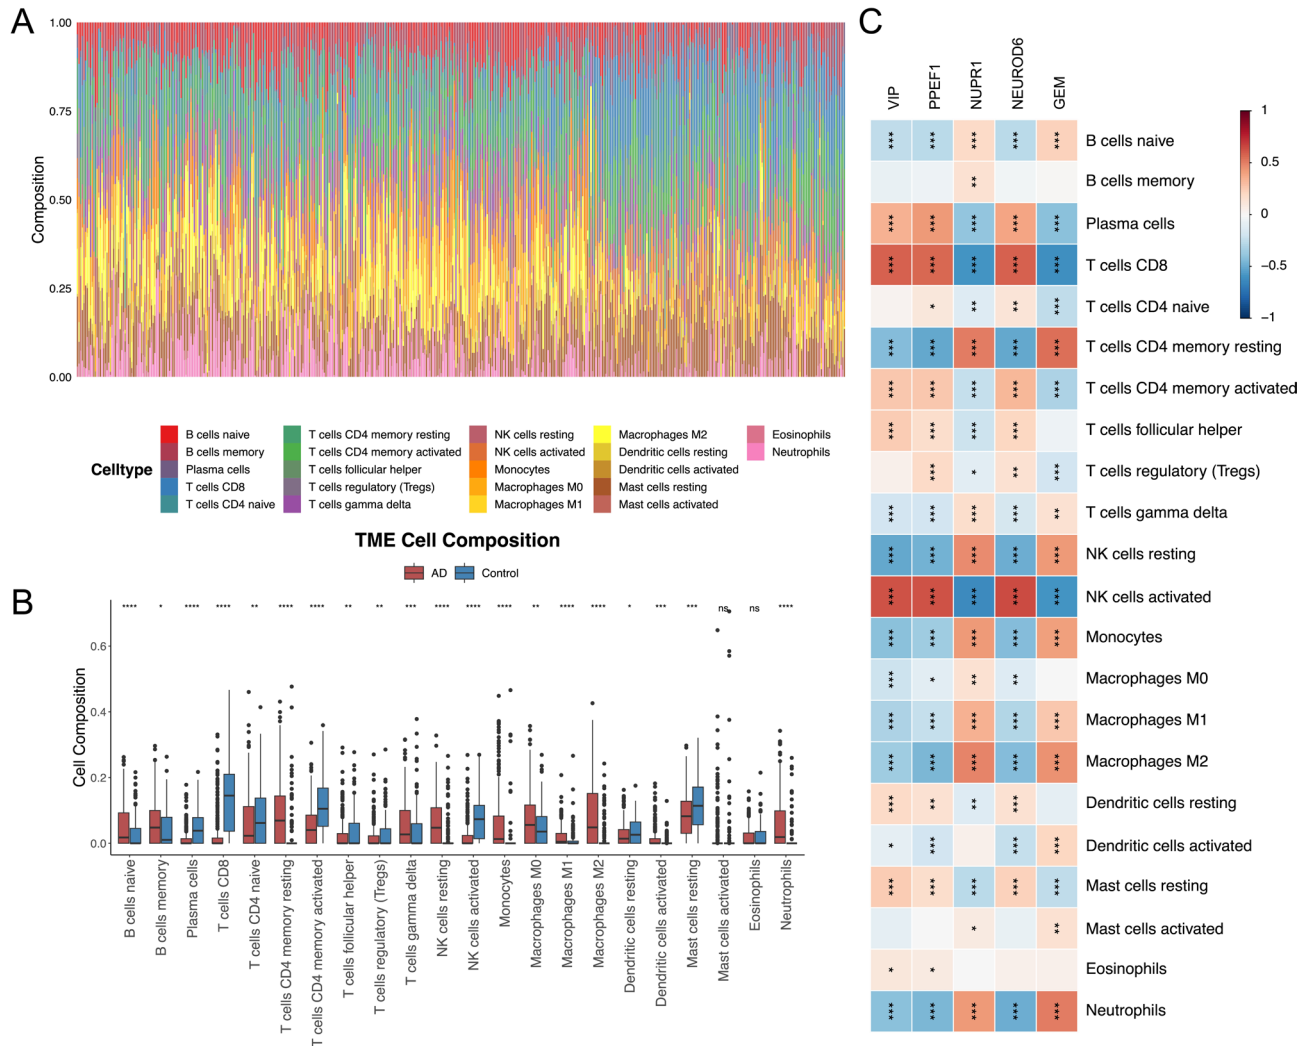 A
1.00
0.75
0.50
0.25
0.00
Composition
Celltype
B cells naive
B cells memory
Plasma cells
T cells CD8
T cells CD4 naive
T cells CD4 memory resting
T cells CD4 memory activated
T cells follicular helper
T cells regulatory (Tregs)
T cells gamma delta
NK cells resting
NK cells activated
Monocytes
Macrophages M0
Macrophages M1
Macrophages M2
Dendritic cells resting
Dendritic cells activated
Mast cells resting
Mast cells activated
Eosinophils
Neutrophils
TME Cell Composition
AD
Control
B
**** * **** **** ** **** **** ** ** *** **** **** **** ** **** **** * *** *** ns ns ****
0.6
0.4
0.2
0.0
Cell Composition
B cells naive
B cells memory
Plasma cells
T cells CD8
T cells CD4 naive
T cells CD4 memory resting
T cells CD4 memory activated
T cells follicular helper
T cells regulatory (Tregs)
T cells gamma delta
NK cells resting
NK cells activated
Monocytes
Macrophages M0
Macrophages M1
Macrophages M2
Dendritic cells resting
Dendritic cells activated
Mast cells resting
Mast cells activated
Eosinophils
Neutrophils
C
VIP
PPEF1
NUPR1
NEUROD6
GEM
*** *** *** *** *** B cells naive
** B cells memory
*** *** *** *** *** Plasma cells
*** *** *** *** *** T cells CD8
* ** ** *** T cells CD4 naive
*** *** *** *** *** T cells CD4 memory resting
*** *** *** *** *** T cells CD4 memory activated
*** *** *** *** T cells follicular helper
*** * ** *** T cells regulatory (Tregs)
*** *** *** *** ** T cells gamma delta
*** *** *** *** *** NK cells resting
*** *** *** *** *** NK cells activated
*** *** *** *** *** Monocytes
*** * ** ** Macrophages M0
*** *** *** *** *** Macrophages M1
*** *** *** *** *** Macrophages M2
*** ** ** *** Dendritic cells resting
* *** *** *** Dendritic cells activated
*** *** *** *** *** Mast cells resting
* ** Mast cells activated
* * Eosinophils
*** *** *** *** *** Neutrophils
1
0.5
0
−0.5
−1